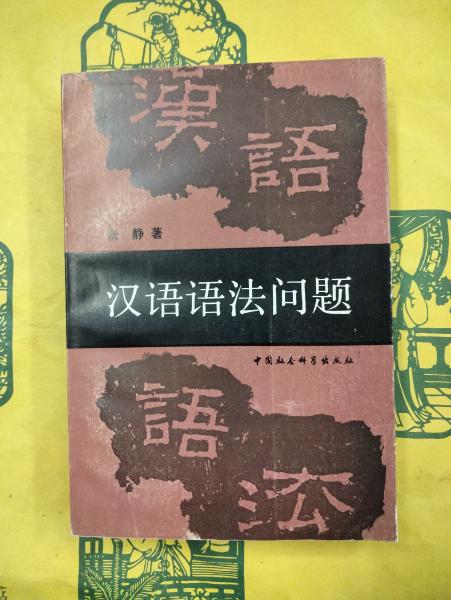 漢
語
张 静 著
汉语语法问题
中国社会科学出版社
語
法